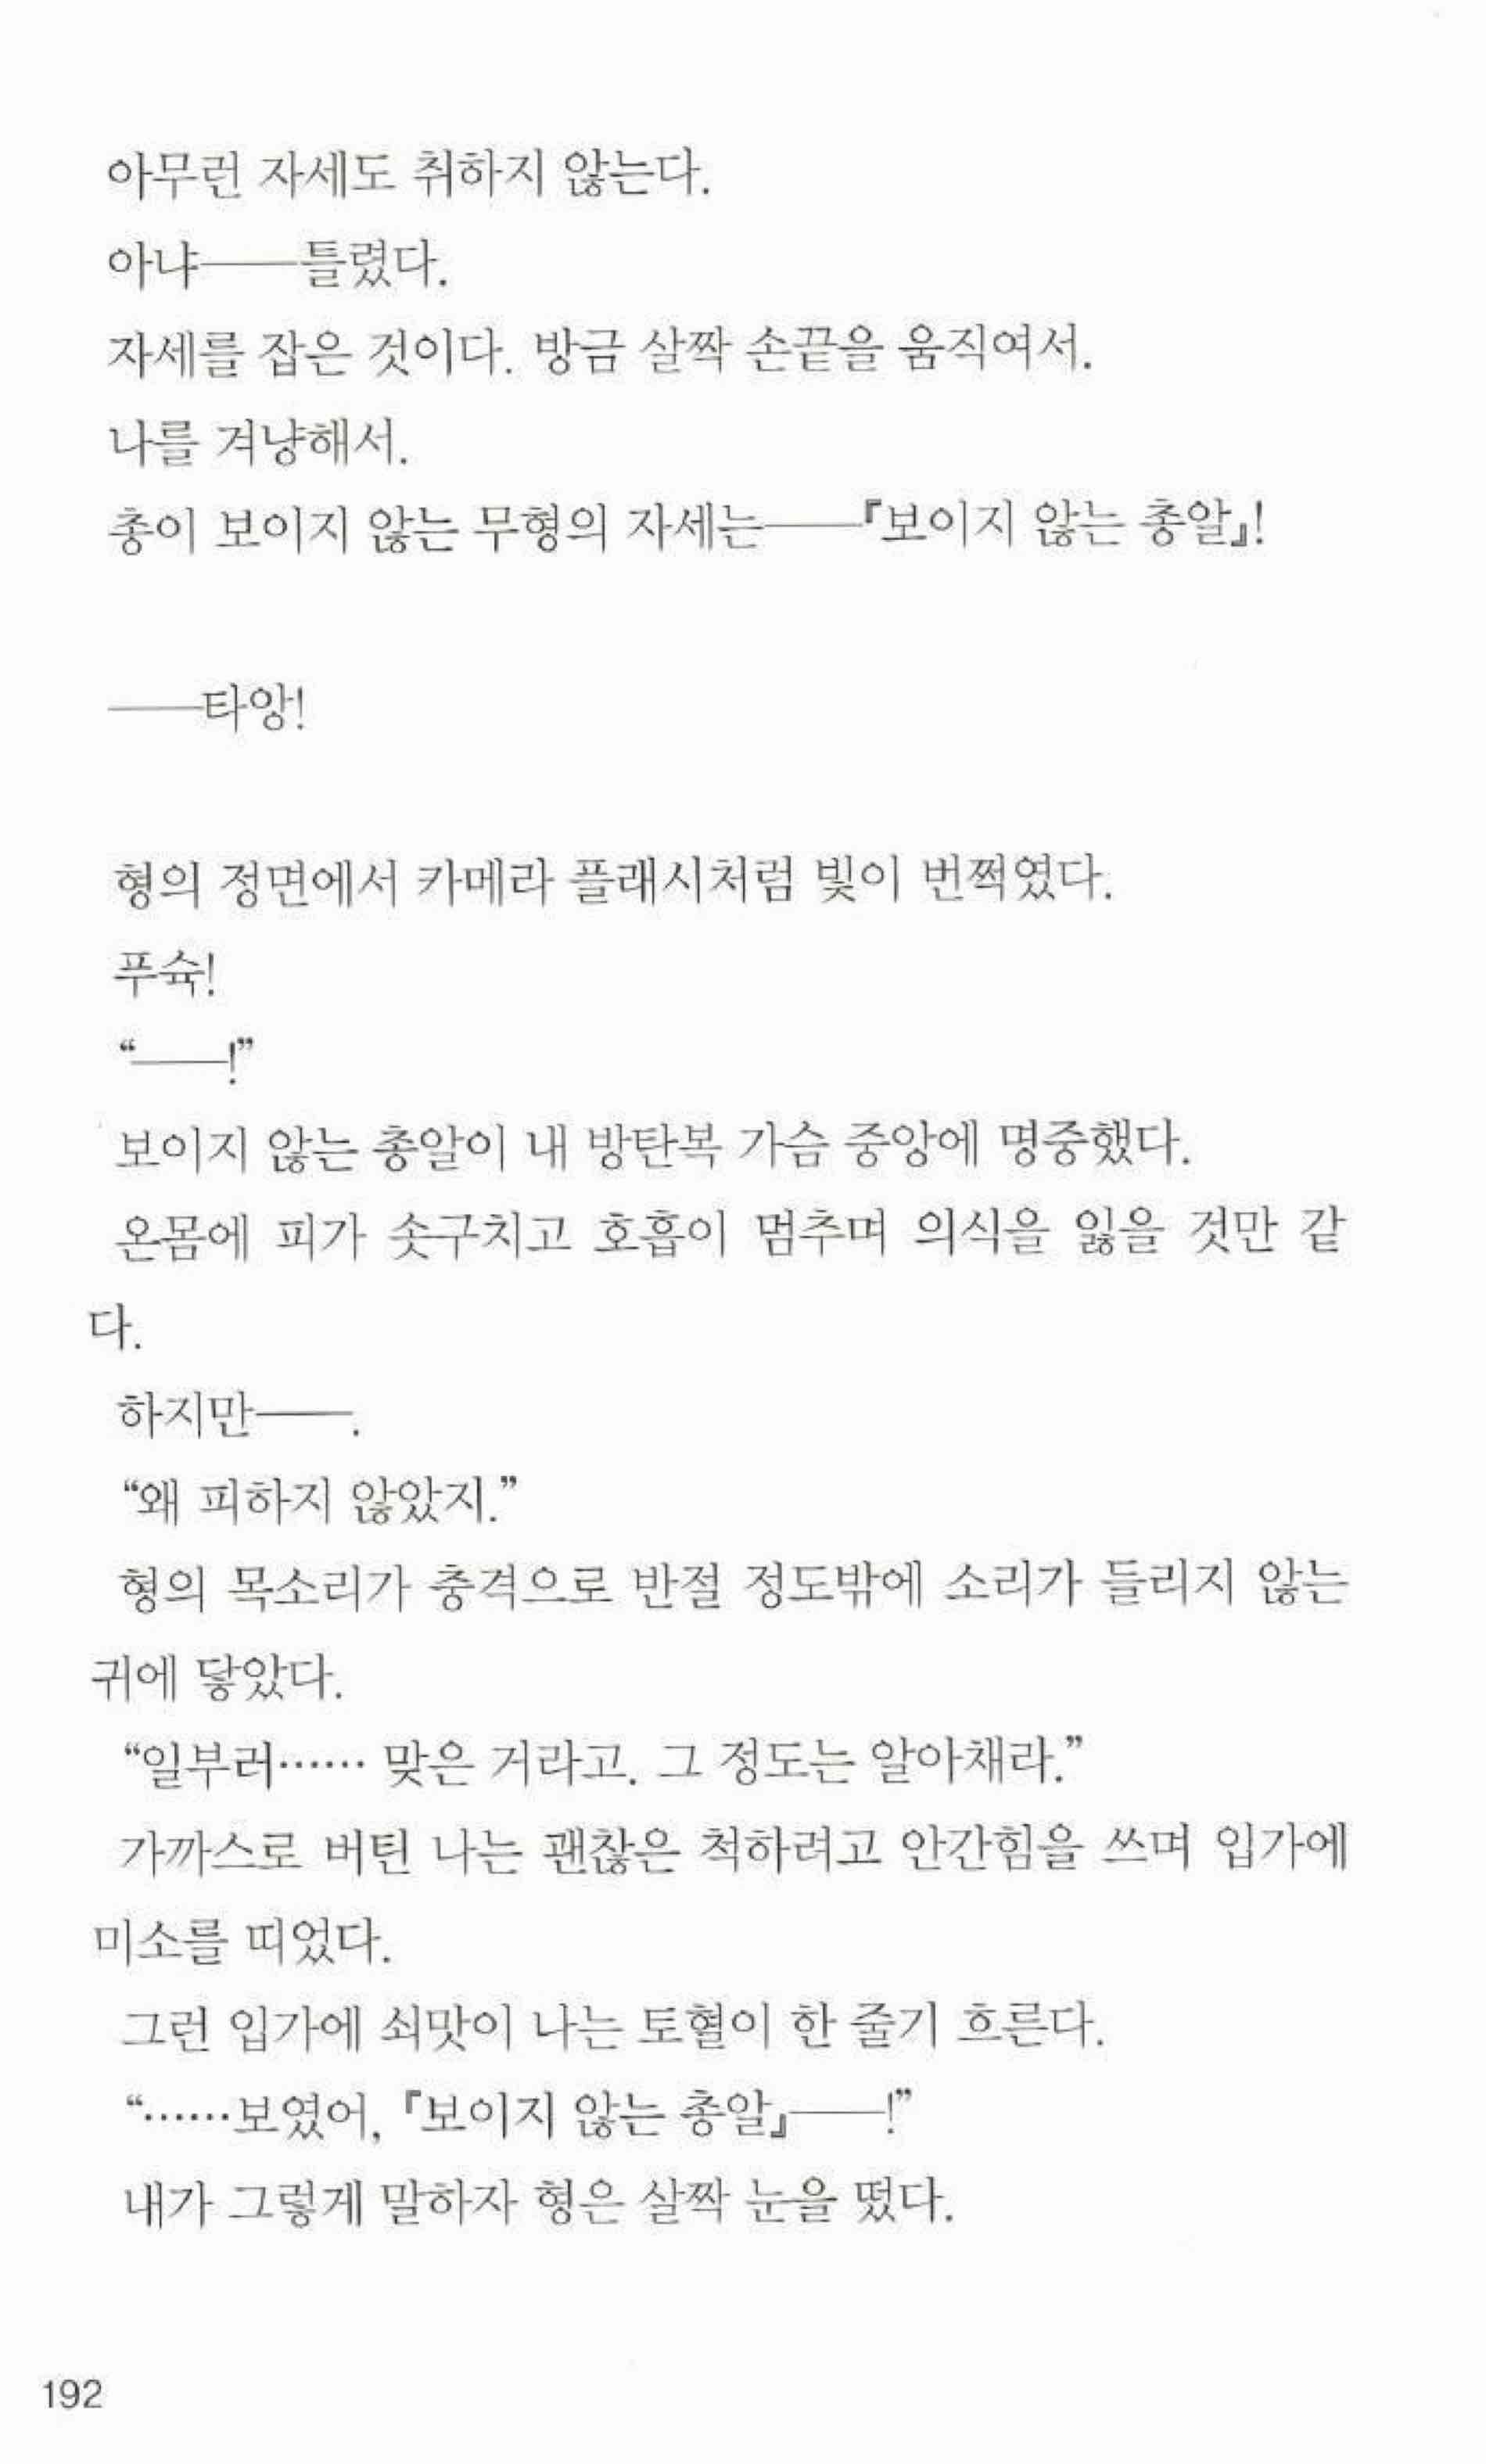 아무런 자세도 취하지 않는다.
아냐――틀렸다.
자세를 잡은 것이다. 방금 살짝 손끝을 움직여서.
나를 겨냥해서.
총이 보이지 않는 무형의 자세는――『보이지 않는 총알』!
――타앙!
형의 정면에서 카메라 플래시처럼 빛이 번쩍였다.
푸슉!
“――!”
보이지 않는 총알이 내 방탄복 가슴 중앙에 명중했다.
온몸에 피가 솟구치고 호흡이 멈추며 의식을 잃을 것만 같
다.
하지만――.
“왜 피하지 않았지.”
형의 목소리가 충격으로 반절 정도밖에 소리가 들리지 않는
귀에 닿았다.
“일부러…… 맞은 거라고. 그 정도는 알아채라.”
가까스로 버틴 나는 괜찮은 척하려고 안간힘을 쓰며 입가에
미소를 띠었다.
그런 입가에 쇠맛이 나는 토혈이 한 줄기 흐른다.
“……보였어, 『보이지 않는 총알』――!”
내가 그렇게 말하자 형은 살짝 눈을 떴다.
192